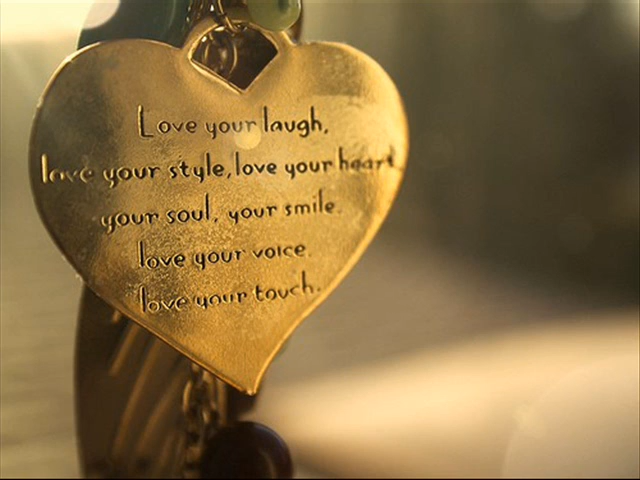 Love your laugh,
love your style, love your heart
your soul, your smile.
love your voice.
love your touch.